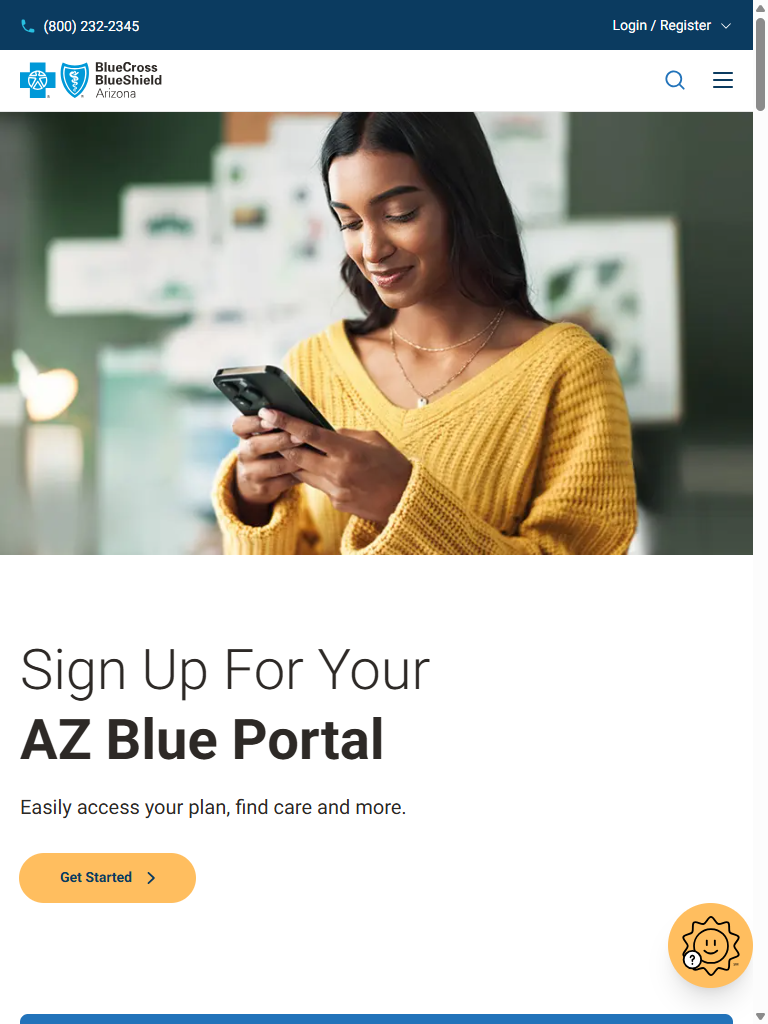 (800) 232-2345
Login / Register
BlueCross
BlueShield
Arizona
Sign Up For Your
AZ Blue Portal
Easily access your plan, find care and more.
Get Started
?